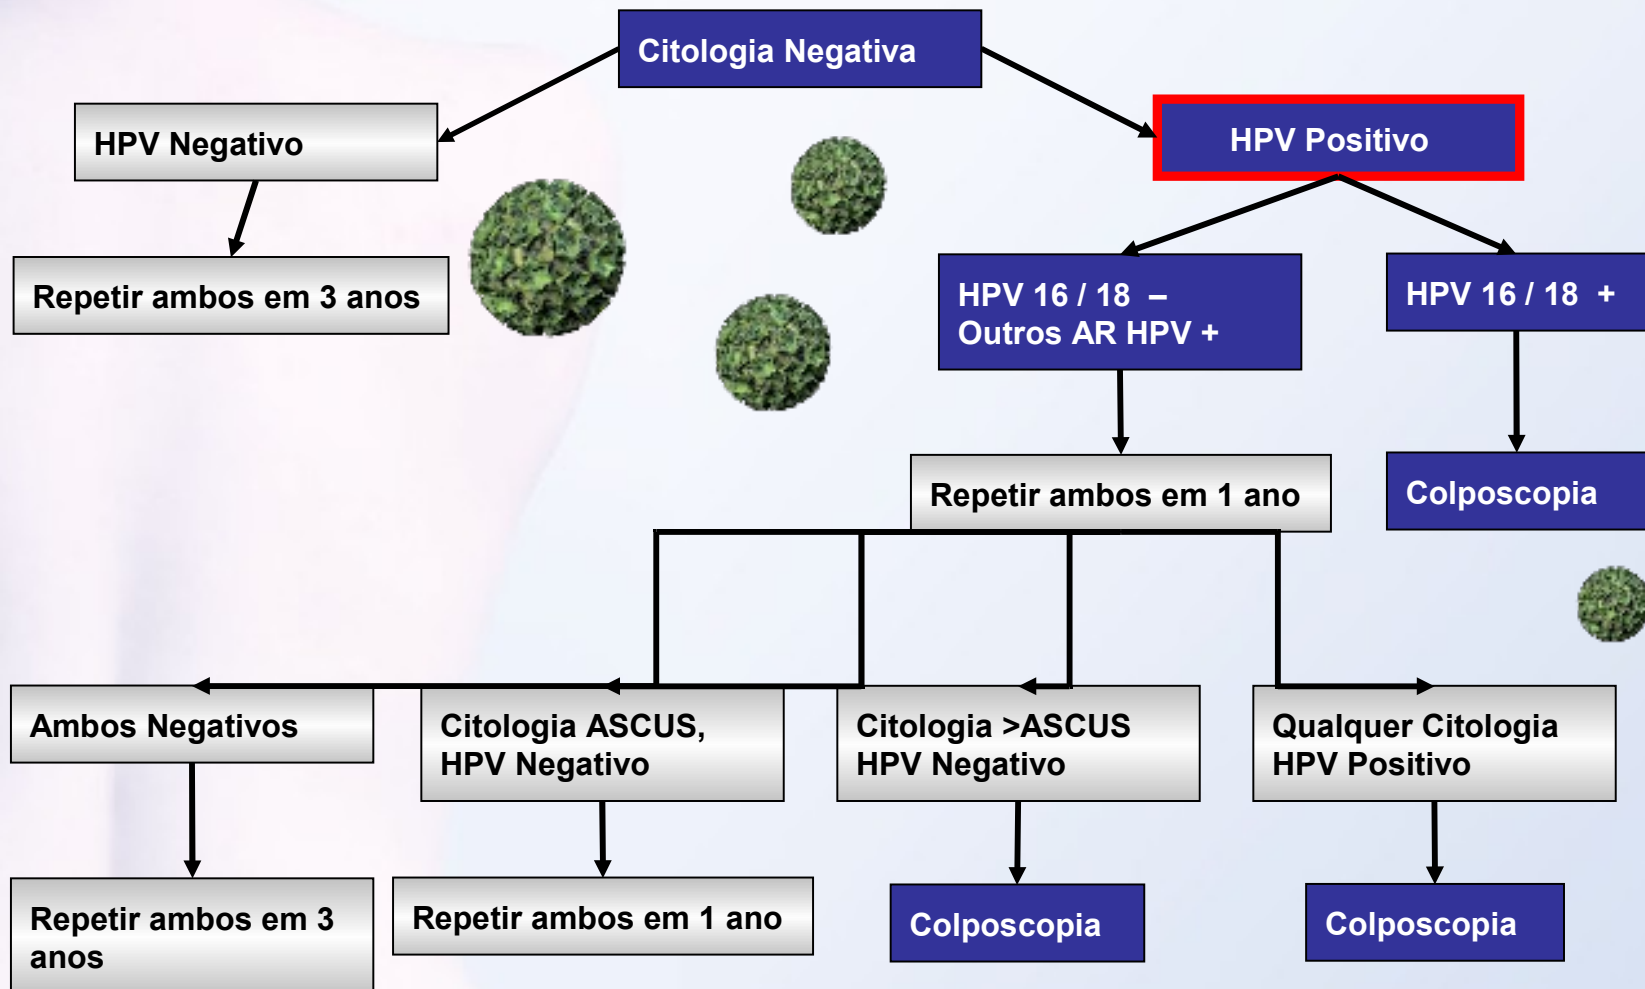 Citologia Negativa
HPV Negativo
HPV Positivo
Repetir ambos em 3 anos
HPV 16 / 18 –
Outros AR HPV +
HPV 16 / 18 +
Repetir ambos em 1 ano
Colposcopia
Ambos Negativos
Citologia ASCUS,
HPV Negativo
Citologia >ASCUS
HPV Negativo
Qualquer Citologia
HPV Positivo
Repetir ambos em 3
anos
Repetir ambos em 1 ano
Colposcopia
Colposcopia